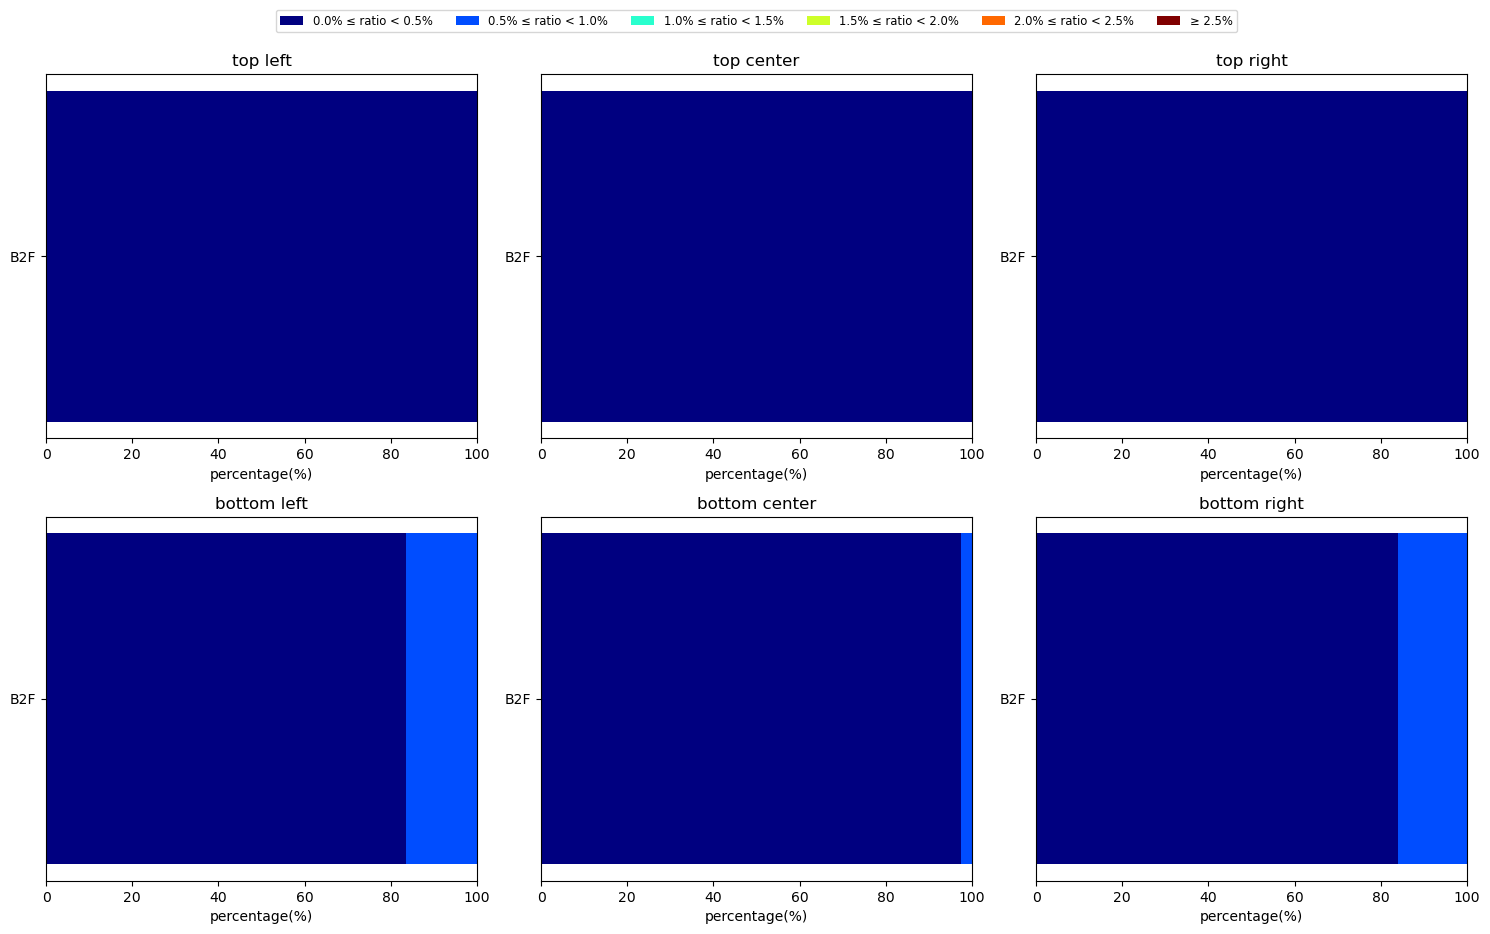 0.0% ≤ ratio < 0.5% 0.5% ≤ ratio < 1.0% 1.0% ≤ ratio < 1.5% 1.5% ≤ ratio < 2.0% 2.0% ≤ ratio < 2.5% ≥ 2.5%
top left top center top right
B2F B2F B2F
0 20 40 60 80 100 0 20 40 60 80 100 0 20 40 60 80 100
percentage(%) percentage(%) percentage(%)
bottom left bottom center bottom right
B2F B2F B2F
0 20 40 60 80 100 0 20 40 60 80 100 0 20 40 60 80 100
percentage(%) percentage(%) percentage(%)